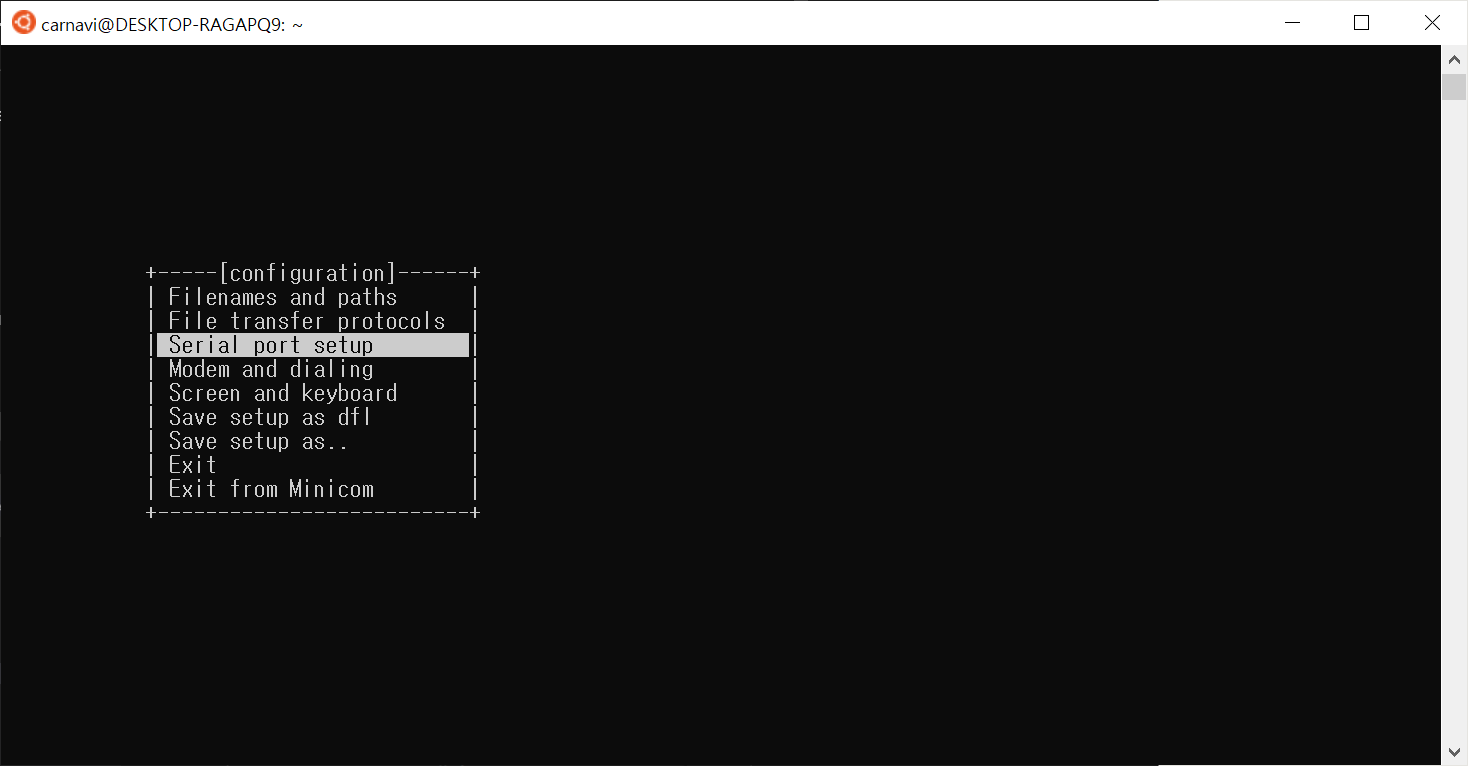 carnavi@DESKTOP-RAGAPQ9: ~
+-----[configuration]------+
| Filenames and paths      |
| File transfer protocols  |
| Serial port setup        |
| Modem and dialing        |
| Screen and keyboard      |
| Save setup as dfl        |
| Save setup as..          |
| Exit                     |
| Exit from Minicom        |
+--------------------------+